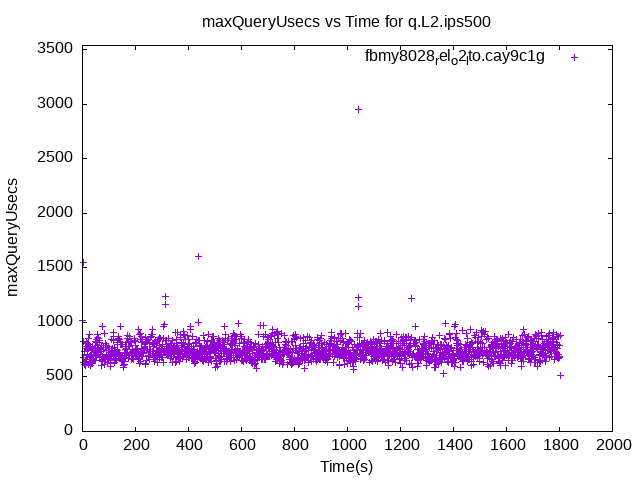 maxQueryUsecs vs Time for q.L2.ips500
fbmy8028relo2ito.cay9c1g
3500
3000
2500
2000
1500
1000
500
0
maxQueryUsecs
0 200 400 600 800 1000 1200 1400 1600 1800 2000
Time(s)